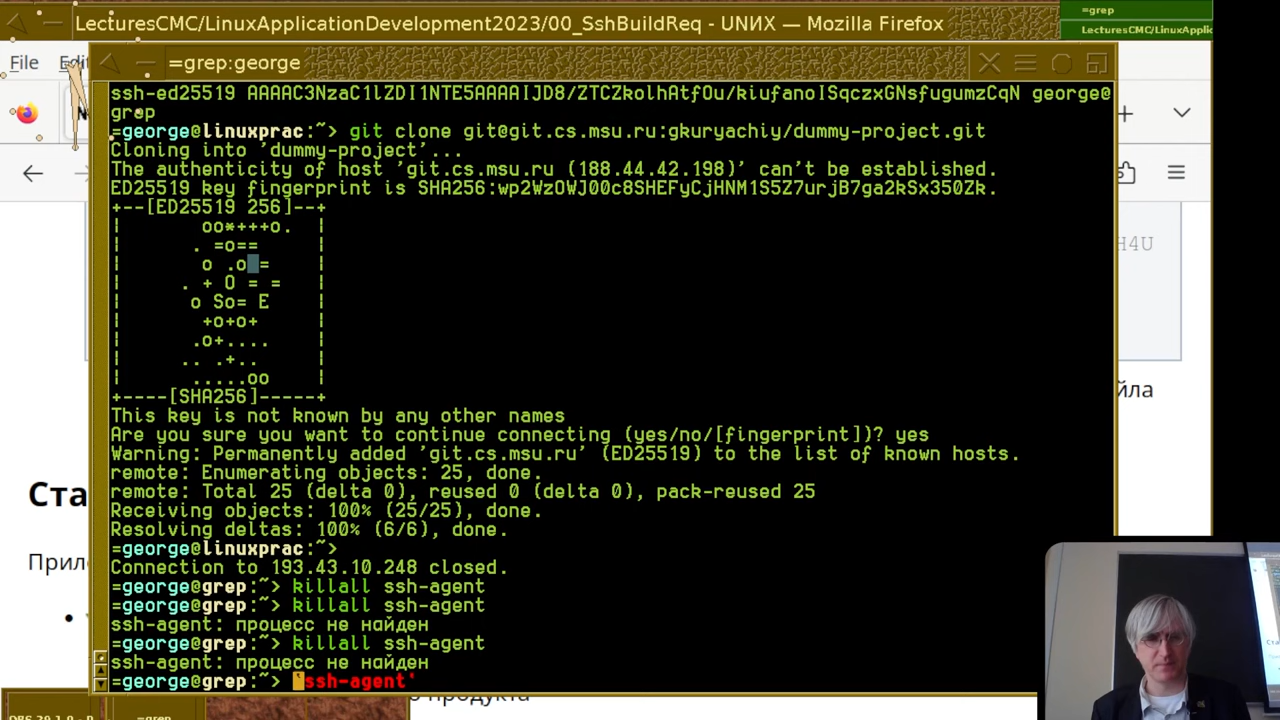 LecturesCMC/LinuxApplicationDevelopment2023/00_SshBuildReq - UNИX — Mozilla Firefox
=grep
LecturesCMC/LinuxApplic
File Edit
=grep:george
ssh-ed25519 AAAAC3NzaC1lZDI1NTE5AAAAIJD8/ZTCZkolhAtfOu/kiufanoISqczxGNsfugumzCqN george@
grep
=george@linuxprac:~> git clone git@git.cs.msu.ru:gkuryachiy/dummy-project.git
Cloning into 'dummy-project'...
The authenticity of host 'git.cs.msu.ru (188.44.42.198)' can't be established.
ED25519 key fingerprint is SHA256:wp2WzOWJ00c8SHEFyCjHNM1S5Z7urjB7ga2kSx350Zk.
+--[ED25519 256]--+
|        oo*+++o. |
|       . =o==    |
|        o .o =   |
|      . + O = =  |
|       o So= E   |
|        +o+o+    |
|       .o+....   |
|      .. .+..    |
|       .....oo   |
+----[SHA256]-----+
This key is not known by any other names
Are you sure you want to continue connecting (yes/no/[fingerprint])? yes
Warning: Permanently added 'git.cs.msu.ru' (ED25519) to the list of known hosts.
remote: Enumerating objects: 25, done.
remote: Total 25 (delta 0), reused 0 (delta 0), pack-reused 25
Receiving objects: 100% (25/25), done.
Resolving deltas: 100% (6/6), done.
=george@linuxprac:~>
Connection to 193.43.10.248 closed.
=george@grep:~> killall ssh-agent
=george@grep:~> killall ssh-agent
ssh-agent: процесс не найден
=george@grep:~> killall ssh-agent
ssh-agent: процесс не найден
=george@grep:~> `ssh-agent'
H4U
йла
Ста
Прил
о продукта
=grep